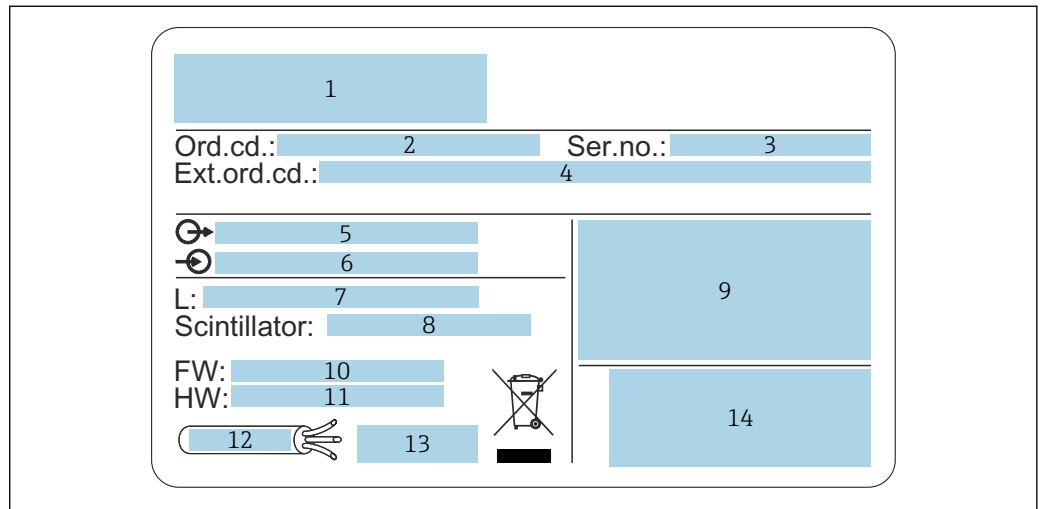 1
Ord.cd.: 2 Ser.no.: 3
Ext.ord.cd.: 4
5
6
L: 7
Scintillator: 8
9
FW: 10
HW: 11
12 13
14